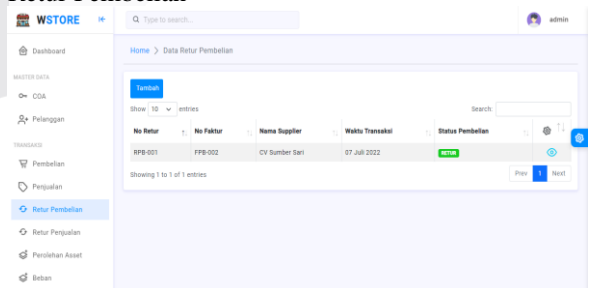 Retur Pembelian
WSTORE
Type to search...
admin
Dashboard
Home > Data Retur Pembelian
MASTER DATA
COA
Pelanggan
TRANSAKSI
Pembelian
Penjualan
Retur Pembelian
Retur Penjualan
Perolehan Asset
Beban
Tambah
Show 10 entries
Search:
No Retur No Faktur Nama Supplier Waktu Transaksi Status Pembelian
RPB-001 FPB-002 CV Sumber Sari 07 Juli 2022 RETUR
Showing 1 to 1 of 1 entries
Prev 1 Next